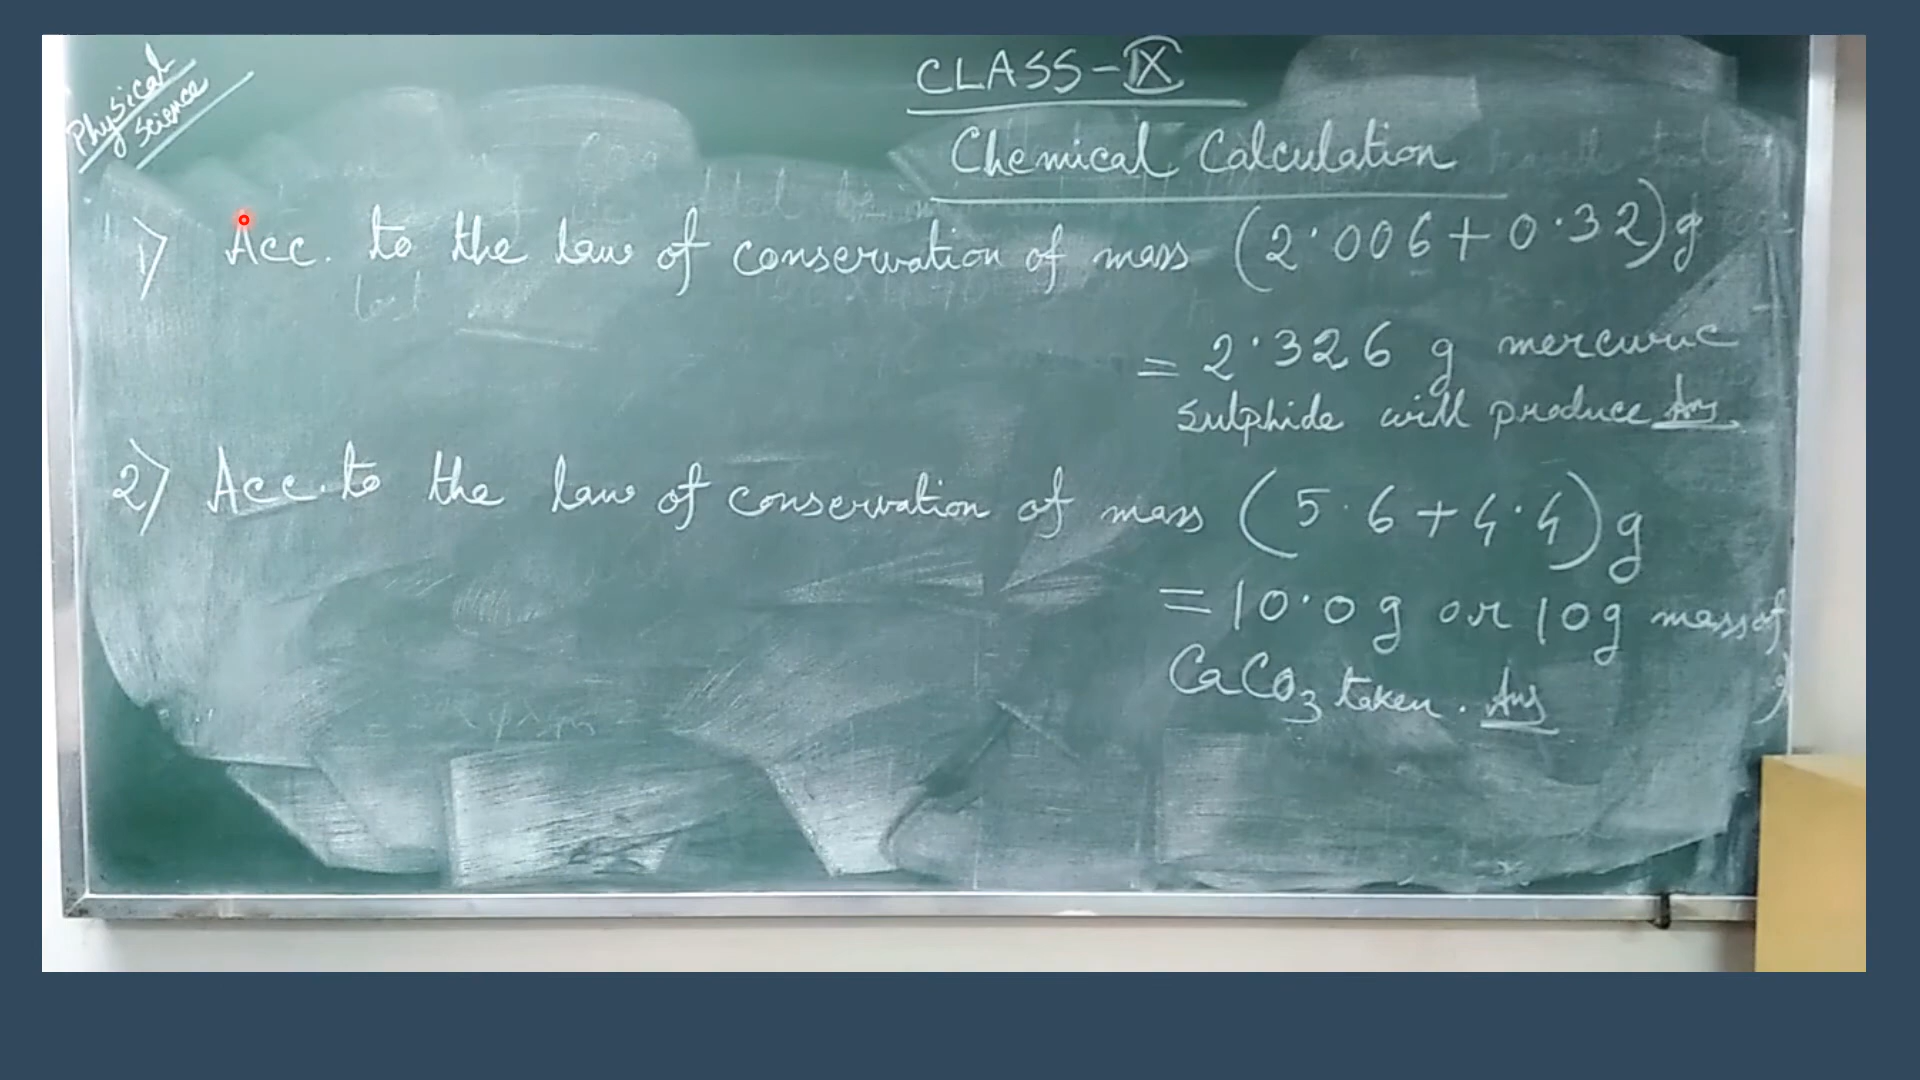 Physical
Science
CLASS-IX
Chemical Calculation
1) Acc. to the law of conservation of mass (2.006+0.32)g
= 2.326 g mercuric
sulphide will produce Ans
2) Acc. to the law of conservation of mass (5.6+4.4)g
= 10.0g or 10g mass of
CaCO3 taken. Ans